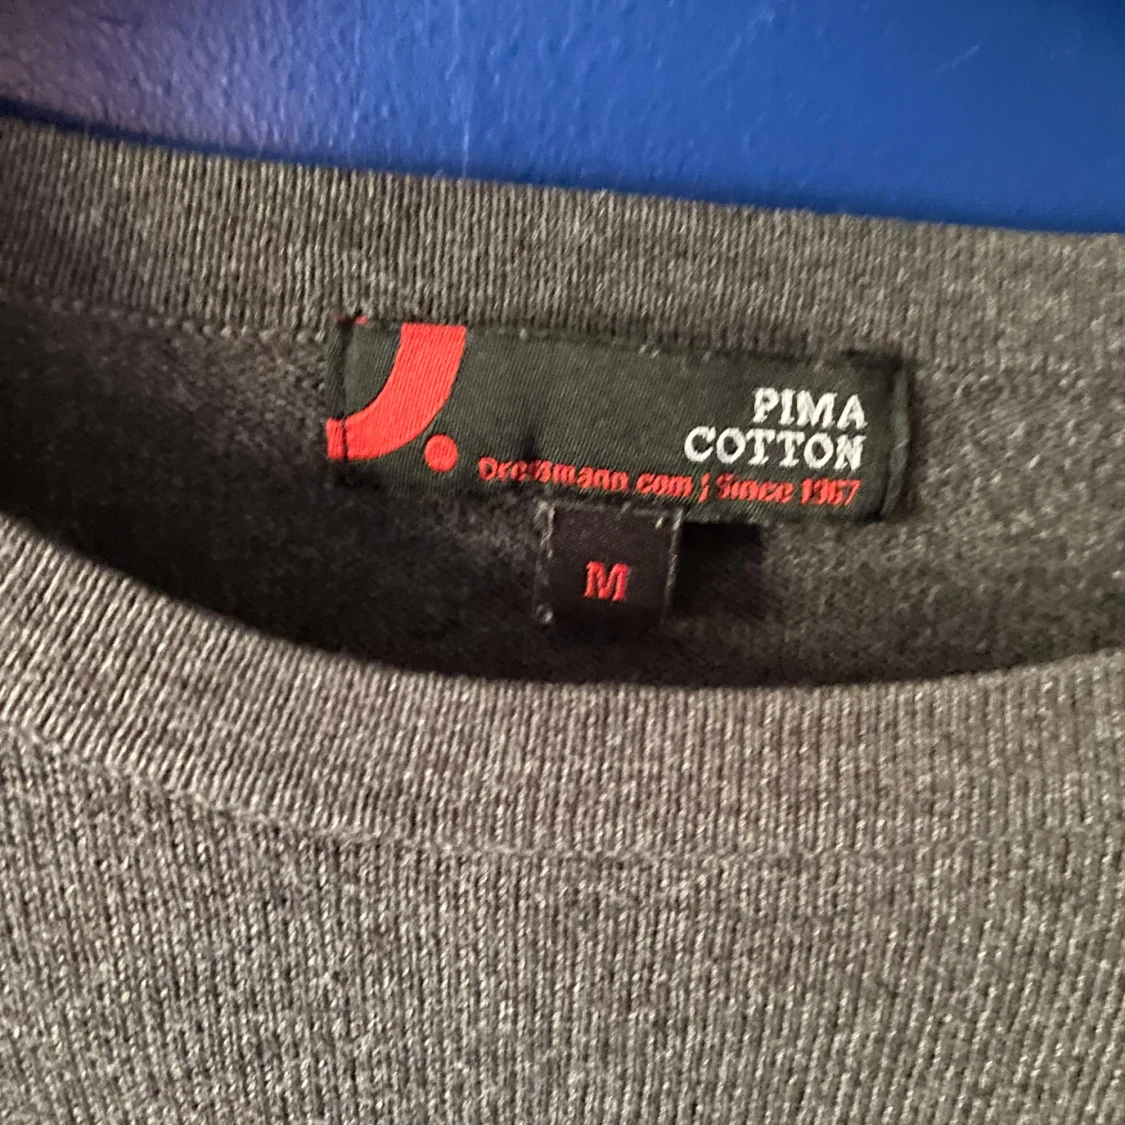 PIMA
COTTON
Dressmann.com | Since 1967
M